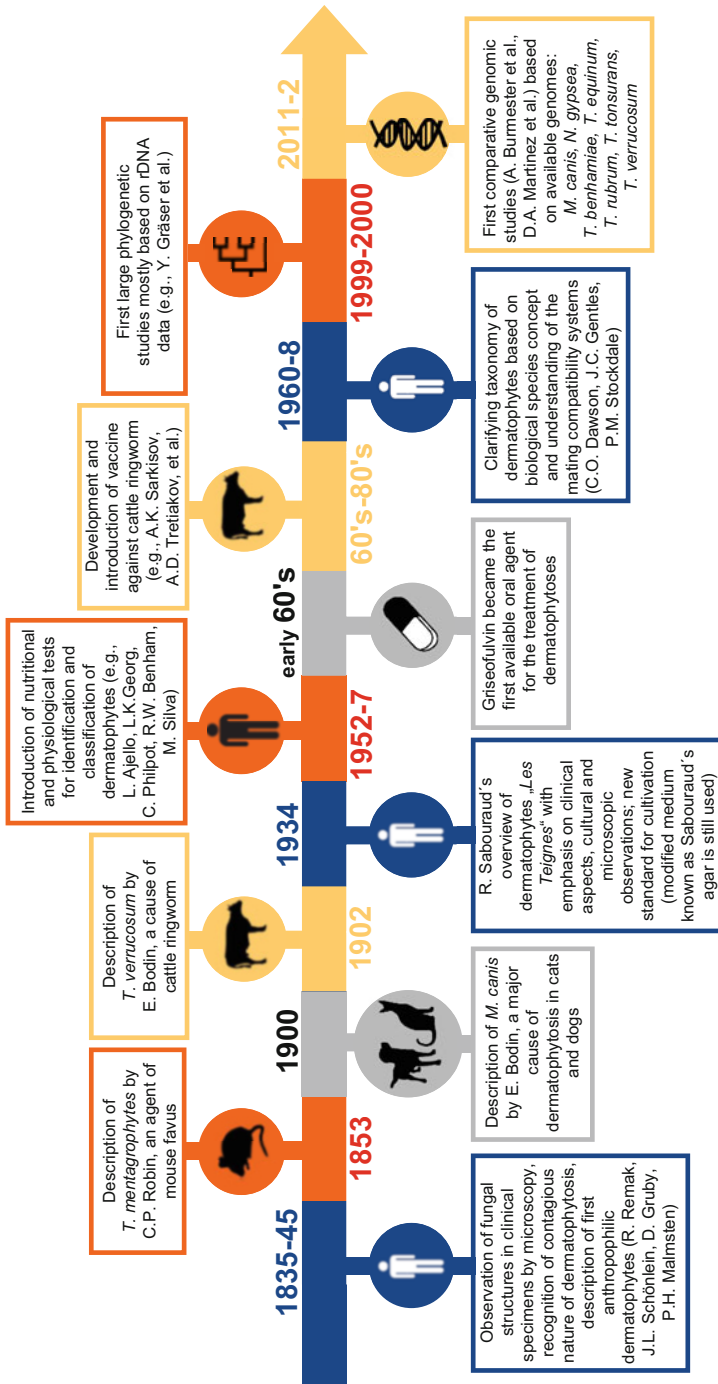 1835-45
Observation of fungal
structures in clinical
specimens by microscopy,
recognition of contagious
nature of dermatophytosis,
description of first
anthropophilic
dermatophytes (R. Remak,
J.L. Schönlein, D. Gruby,
P.H. Malmsten)
1853
Description of
T. mentagrophytes by
C.P. Robin, an agent of
mouse favus
1900
Description of M. canis
by E. Bodin, a major
cause of
dermatophytosis in cats
and dogs
1902
Description of
T. verrucosum by
E. Bodin, a cause of
cattle ringworm
1934
R. Sabouraud´s
overview of
dermatophytes „Les
Teignes“ with
emphasis on clinical
aspects, cultural and
microscopic
observations; new
standard for cultivation
(modified medium
known as Sabouraud´s
agar is still used)
1952-7
Introduction of nutritional
and physiological tests
for identification and
classification of
dermatophytes (e.g.,
L. Ajello, L.K.Georg,
C. Philpot, R.W. Benham,
M. Silva)
early 60's
Griseofulvin became the
first available oral agent
for the treatment of
dermatophytoses
60's-80's
Development and
introduction of vaccine
against cattle ringworm
(e.g., A.K. Sarkisov,
A.D. Tretiakov, et al.)
1960-8
Clarifying taxonomy of
dermatophytes based on
biological species concept
and understanding of the
mating compatibility systems
(C.O. Dawson, J.C. Gentles,
P.M. Stockdale)
1999-2000
First large phylogenetic
studies mostly based on rDNA
data (e.g., Y. Gräser et al.)
2011-2
First comparative genomic
studies (A. Burmester et al.,
D.A. Martinez et al.) based
on available genomes:
M. canis, N. gypsea,
T. benhamiae, T. equinum,
T. rubrum, T. tonsurans,
T. verrucosum